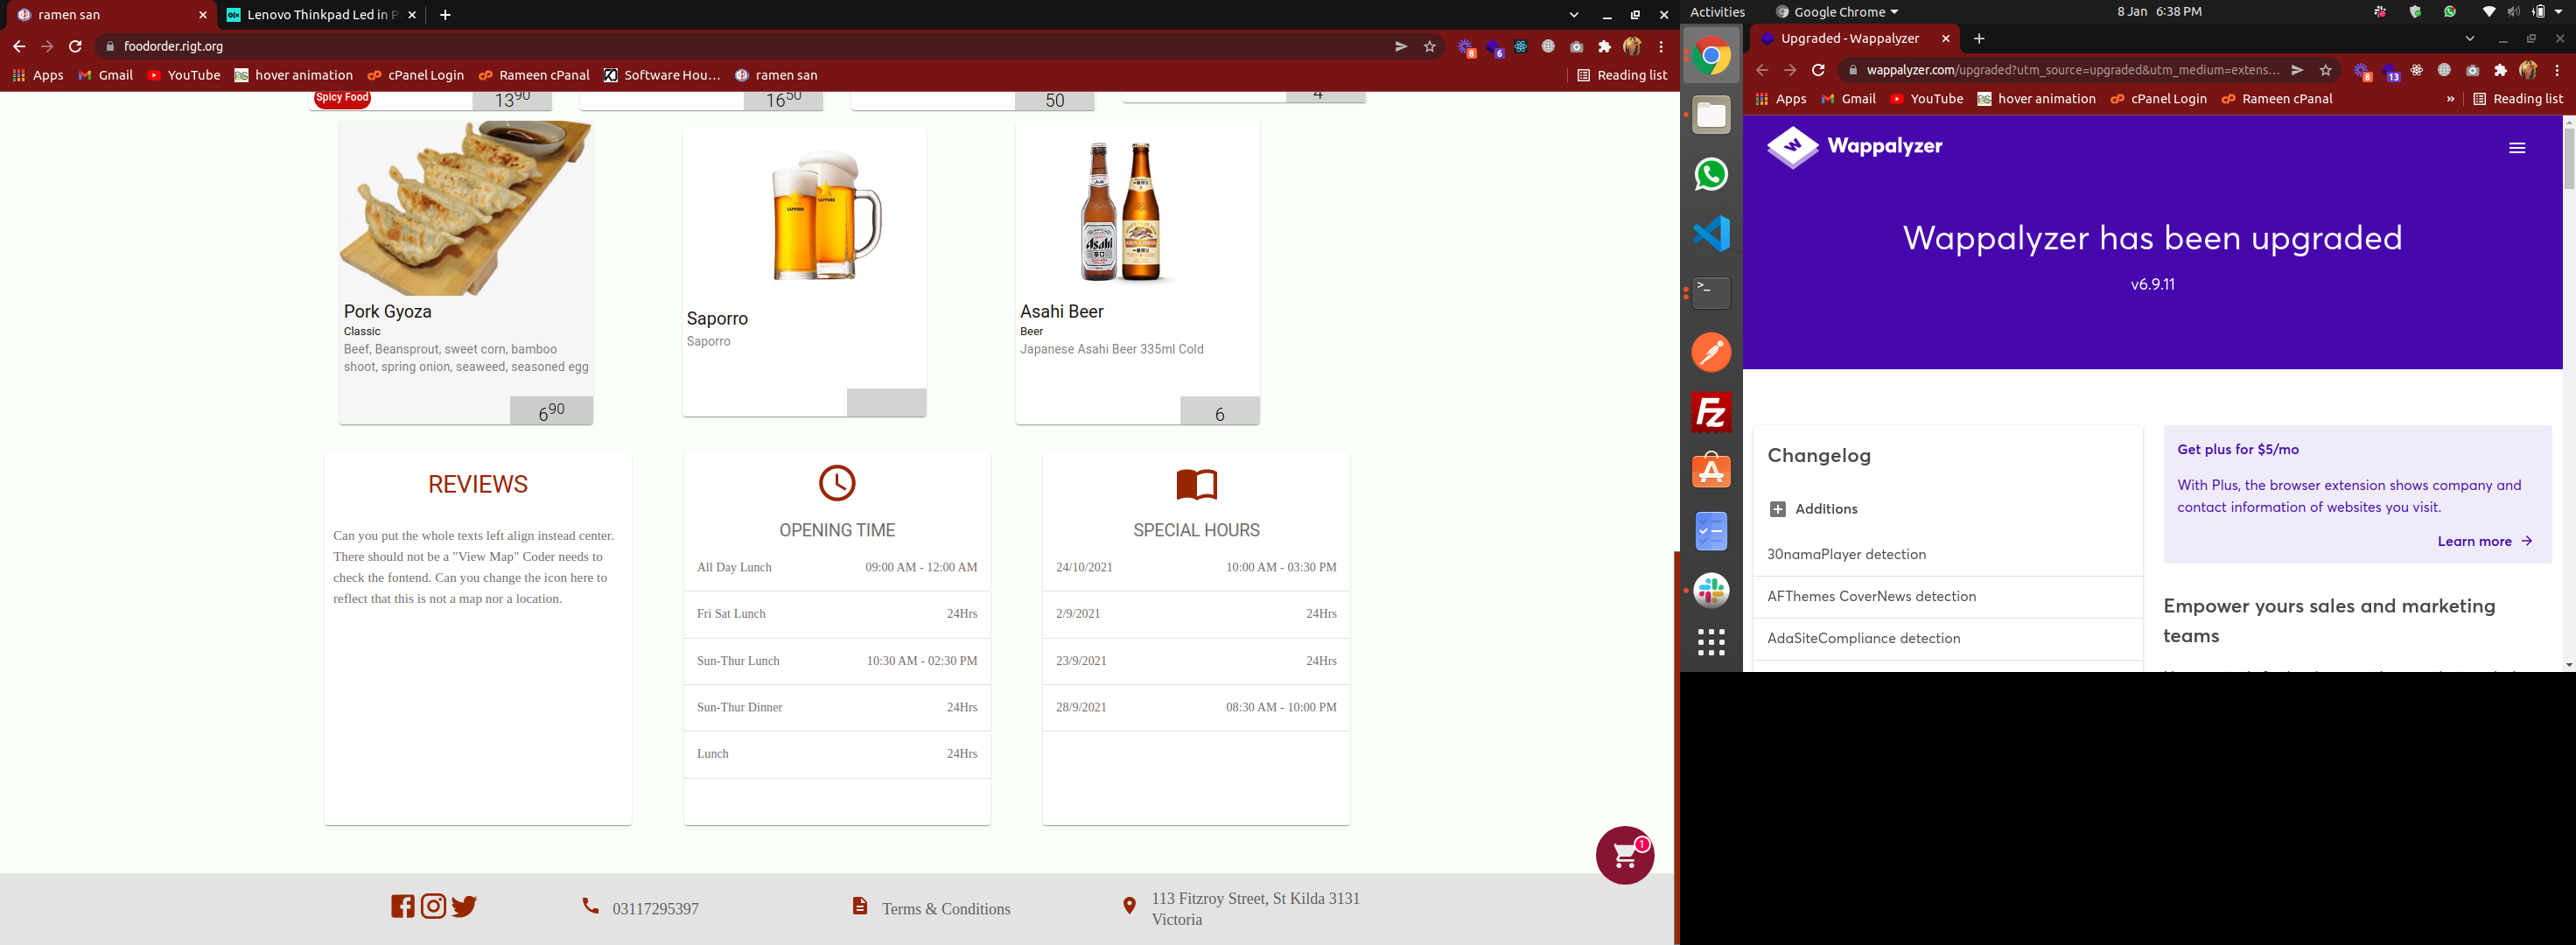 ramen san
Lenovo Thinkpad Led in P
foodorder.rigt.org
8
6
Apps
Gmail
YouTube
hover animation
cPanel Login
Rameen cPanal
Software Hou…
ramen san
Reading list
Spicy Food
13 90
16 50
50
4
SAPPORO
SAPPORO
Asahi
Pork Gyoza
Classic
Beef, Beansprout, sweet corn, bamboo
shoot, spring onion, seaweed, seasoned egg
6 90
Saporro
Saporro
Asahi Beer
Beer
Japanese Asahi Beer 335ml Cold
6
REVIEWS
Can you put the whole texts left align instead center.
There should not be a "View Map" Coder needs to
check the fontend. Can you change the icon here to
reflect that this is not a map nor a location.
OPENING TIME
All Day Lunch 09:00 AM - 12:00 AM
Fri Sat Lunch 24Hrs
Sun-Thur Lunch 10:30 AM - 02:30 PM
Sun-Thur Dinner 24Hrs
Lunch 24Hrs
SPECIAL HOURS
24/10/2021 10:00 AM - 03:30 PM
2/9/2021 24Hrs
23/9/2021 24Hrs
28/9/2021 08:30 AM - 10:00 PM
1
03117295397
Terms & Conditions
113 Fitzroy Street, St Kilda 3131
Victoria
Activities
Google Chrome
8 Jan 6:38 PM
Upgraded - Wappalyzer
wappalyzer.com/upgraded?utm_source=upgraded&utm_medium=extens…
8
13
Apps
Gmail
YouTube
hover animation
cPanel Login
Rameen cPanal
»
Reading list
Wappalyzer
Wappalyzer has been upgraded
v6.9.11
Changelog
Additions
30namaPlayer detection
AFThemes CoverNews detection
AdaSiteCompliance detection
Get plus for $5/mo
With Plus, the browser extension shows company and
contact information of websites you visit.
Learn more
Empower yours sales and marketing
teams